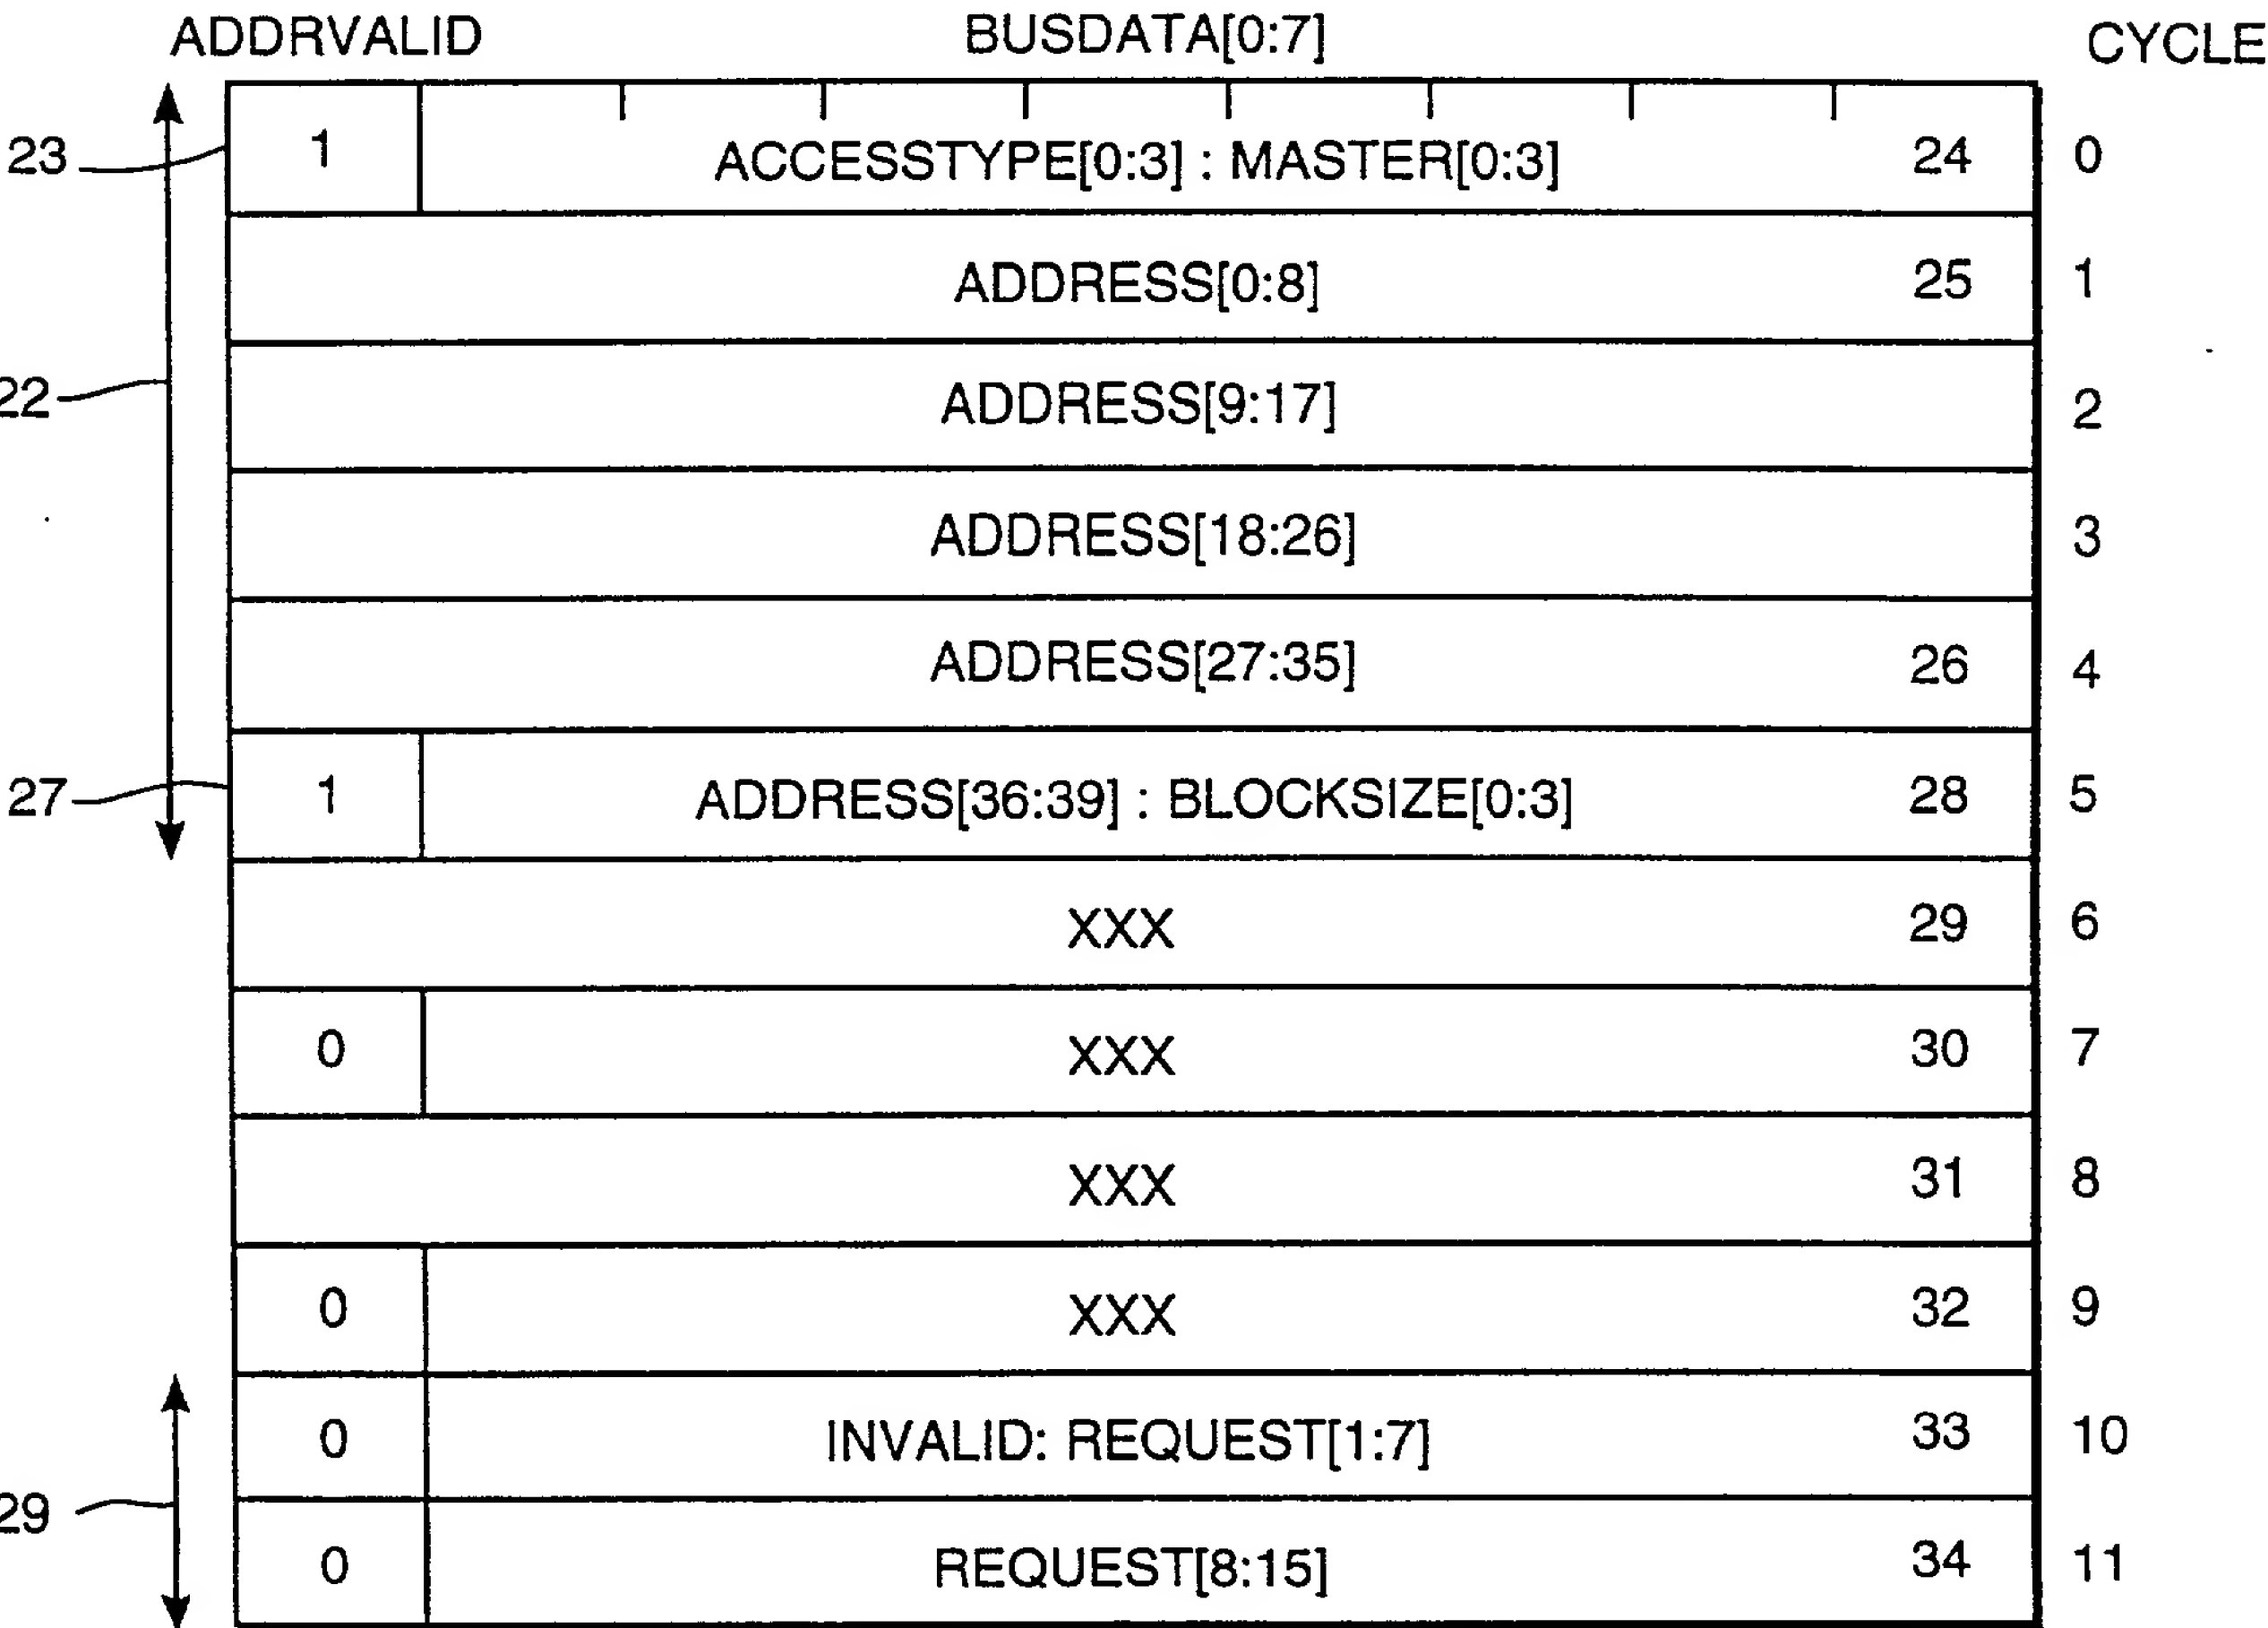 ADDRVALID BUSDATA[0:7] CYCLE
23 1 ACCESSTYPE[0:3] : MASTER[0:3] 24 0
ADDRESS[0:8] 25 1
22 ADDRESS[9:17] 2
ADDRESS[18:26] 3
ADDRESS[27:35] 26 4
27 1 ADDRESS[36:39] : BLOCKSIZE[0:3] 28 5
XXX 29 6
0 XXX 30 7
XXX 31 8
0 XXX 32 9
0 INVALID: REQUEST[1:7] 33 10
29
0 REQUEST[8:15] 34 11